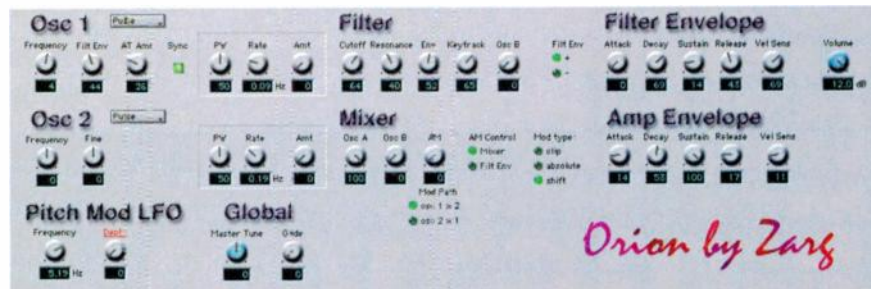 Osc 1 Pulse Filter Filter Envelope
Frequency Filt Env AT Amt Sync PW Rate Amt Cutoff Resonance Env Keytrack Osc B Filt Env Attack Decay Sustain Release Vel Sens Volume
+
-
4 44 26 50 0.09 Hz 0 64 40 52 65 0 0 69 14 43 69 12.0 dB
Osc 2 Pulse Mixer Amp Envelope
Frequency Fine PW Rate Amt Osc A Osc B AM AM Control Mod type: Attack Decay Sustain Release Vel Sens
Mixer clip
Filt Env absolute
shift
0 0 50 0.19 Hz 0 100 0 0 14 53 100 17 11
Mod Path
osc 1 > 2
osc 2 > 1
Pitch Mod LFO Global
Frequency Depth Master Tune Glide
5.19 Hz 0 0 0
Orion by Zarg